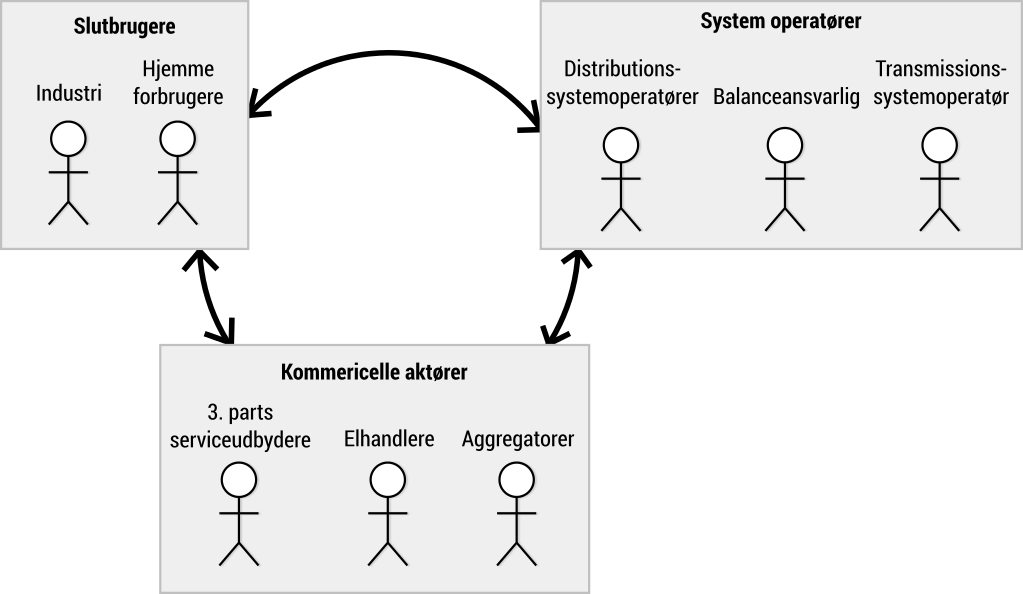 Slutbrugere
Industri
Hjemme
forbrugere
System operatører
Distributions-
systemoperatører
Balanceansvarlig
Transmissions-
systemoperatør
Kommericelle aktører
3. parts
serviceudbydere
Elhandlere
Aggregatorer